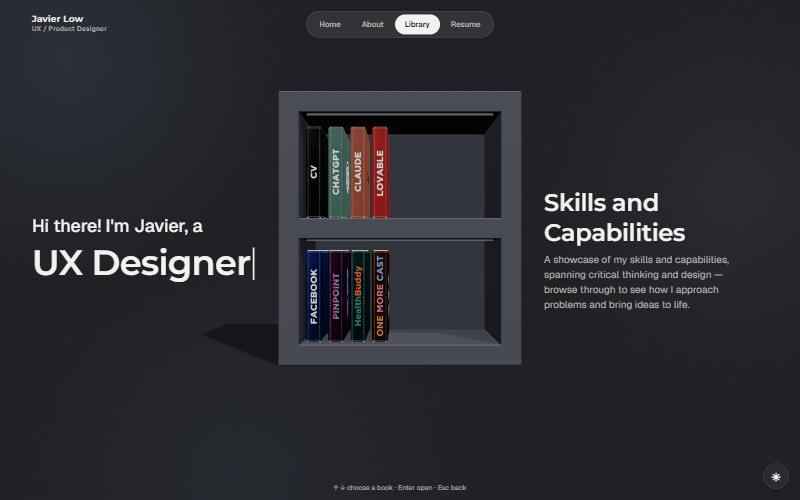 Javier Low
UX / Product Designer
Home
About
Library
Resume
CV
CHATGPT
CLAUDE
LOVABLE
FACEBOOK
PINPOINT
HealthBuddy
ONE MORE CAST
Hi there! I'm Javier, a
UX Designer
Skills and
Capabilities
A showcase of my skills and capabilities,
spanning critical thinking and design —
browse through to see how I approach
problems and bring ideas to life.
↑ ↓ choose a book · Enter open · Esc back